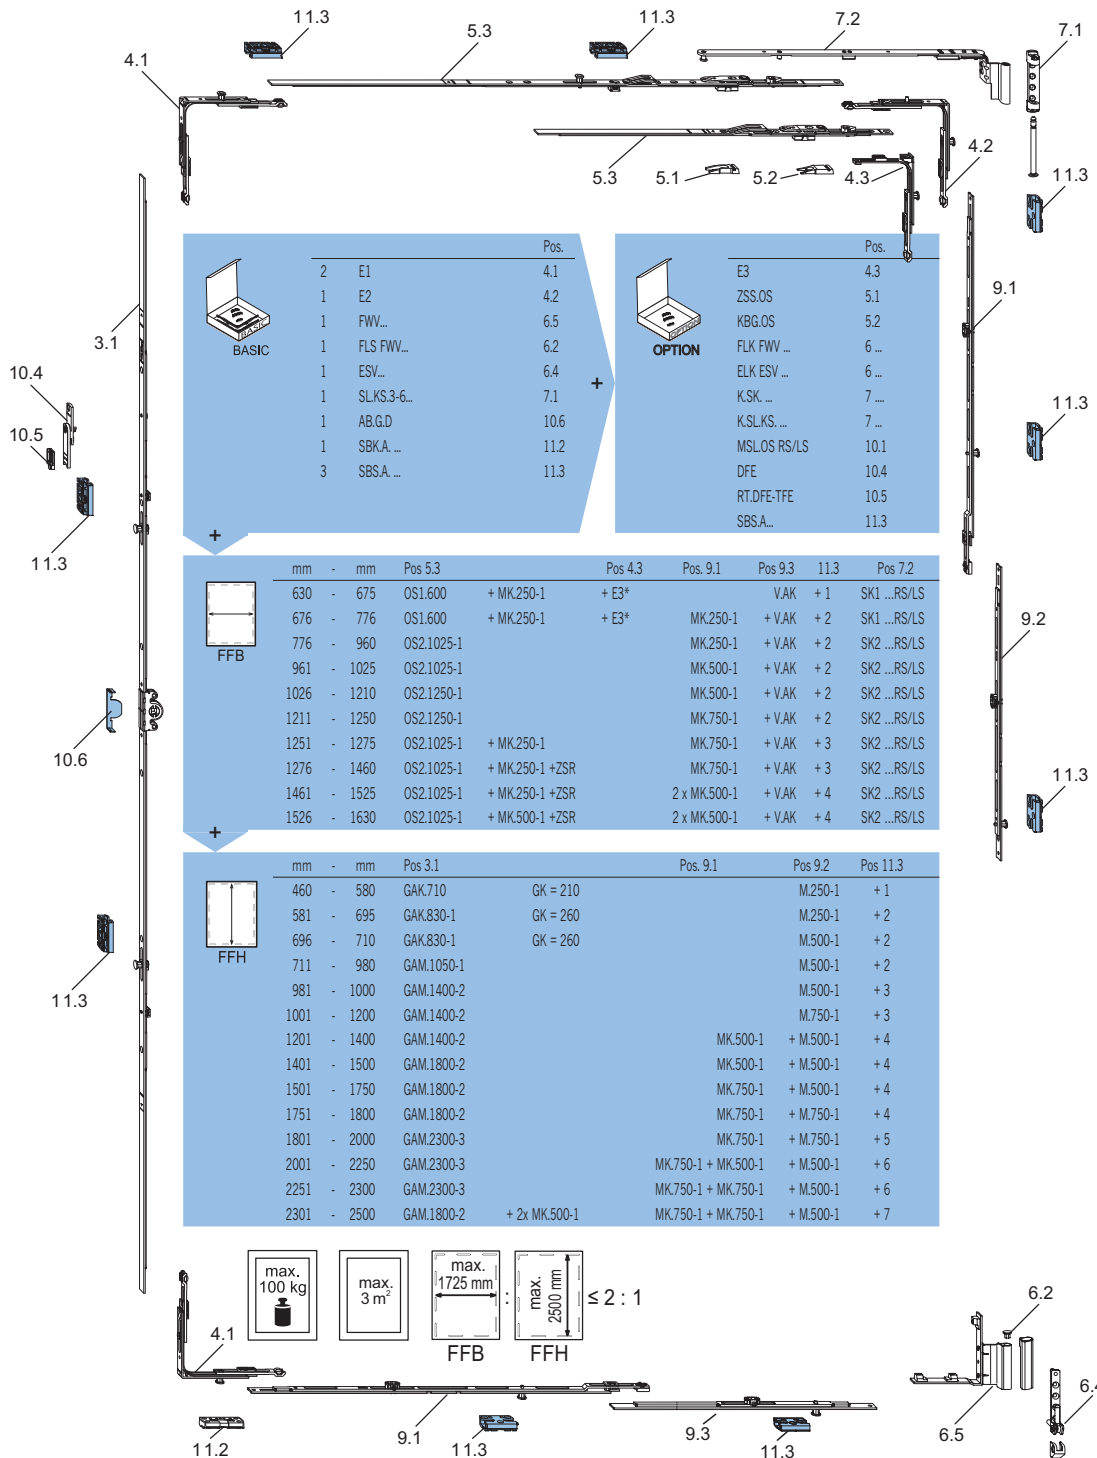 11.3
5.3
11.3
7.2
7.1
4.1
5.3
5.1
5.2
4.3
4.2
11.3
3.1
10.4
10.5
11.3
10.6
11.3
9.1
11.3
9.2
11.3
Pos.
2 E1 4.1
1 E2 4.2
1 FWV... 6.5
1 FLS FWV... 6.2
1 ESV... 6.4
1 SL.KS.3-6... 7.1
1 AB.G.D 10.6
1 SBK.A. ... 11.2
3 SBS.A. ... 11.3
BASIC
BASIC
+
Pos.
E3 4.3
ZSS.OS 5.1
KBG.OS 5.2
FLK FWV ... 6 ...
ELK ESV ... 6 ...
K.SK. ... 7 ....
K.SL.KS. ... 7 ...
MSL.OS RS/LS 10.1
DFE 10.4
RT.DFE-TFE 10.5
SBS.A... 11.3
OPTION
OPTION
+
mm - mm Pos 5.3 Pos 4.3 Pos. 9.1 Pos 9.3 11.3 Pos 7.2
630 - 675 OS1.600 + MK.250-1 + E3* V.AK + 1 SK1 ...RS/LS
676 - 776 OS1.600 + MK.250-1 + E3* MK.250-1 + V.AK + 2 SK1 ...RS/LS
776 - 960 OS2.1025-1 MK.250-1 + V.AK + 2 SK2 ...RS/LS
961 - 1025 OS2.1025-1 MK.500-1 + V.AK + 2 SK2 ...RS/LS
1026 - 1210 OS2.1250-1 MK.500-1 + V.AK + 2 SK2 ...RS/LS
1211 - 1250 OS2.1250-1 MK.750-1 + V.AK + 2 SK2 ...RS/LS
1251 - 1275 OS2.1025-1 + MK.250-1 MK.750-1 + V.AK + 3 SK2 ...RS/LS
1276 - 1460 OS2.1025-1 + MK.250-1 +ZSR MK.750-1 + V.AK + 3 SK2 ...RS/LS
1461 - 1525 OS2.1025-1 + MK.250-1 +ZSR 2 x MK.500-1 + V.AK + 4 SK2 ...RS/LS
1526 - 1630 OS2.1025-1 + MK.500-1 +ZSR 2 x MK.500-1 + V.AK + 4 SK2 ...RS/LS
FFB
+
mm - mm Pos 3.1 Pos. 9.1 Pos 9.2 Pos 11.3
460 - 580 GAK.710 GK = 210 M.250-1 + 1
581 - 695 GAK.830-1 GK = 260 M.250-1 + 2
696 - 710 GAK.830-1 GK = 260 M.500-1 + 2
711 - 980 GAM.1050-1 M.500-1 + 2
981 - 1000 GAM.1400-2 M.500-1 + 3
1001 - 1200 GAM.1400-2 M.750-1 + 3
1201 - 1400 GAM.1400-2 MK.500-1 + M.500-1 + 4
1401 - 1500 GAM.1800-2 MK.500-1 + M.500-1 + 4
1501 - 1750 GAM.1800-2 MK.750-1 + M.500-1 + 4
1751 - 1800 GAM.1800-2 MK.750-1 + M.750-1 + 4
1801 - 2000 GAM.2300-3 MK.750-1 + M.750-1 + 5
2001 - 2250 GAM.2300-3 MK.750-1 + MK.500-1 + M.500-1 + 6
2251 - 2300 GAM.2300-3 MK.750-1 + MK.750-1 + M.500-1 + 6
2301 - 2500 GAM.1800-2 + 2x MK.500-1 MK.750-1 + MK.750-1 + M.500-1 + 7
FFH
max.
100 kg
max.
3 m²
max.
1725 mm
FFB
:
max.
2500 mm
FFH
≤ 2 : 1
4.1
11.2
9.1
11.3
9.3
11.3
6.2
6.5
6.4